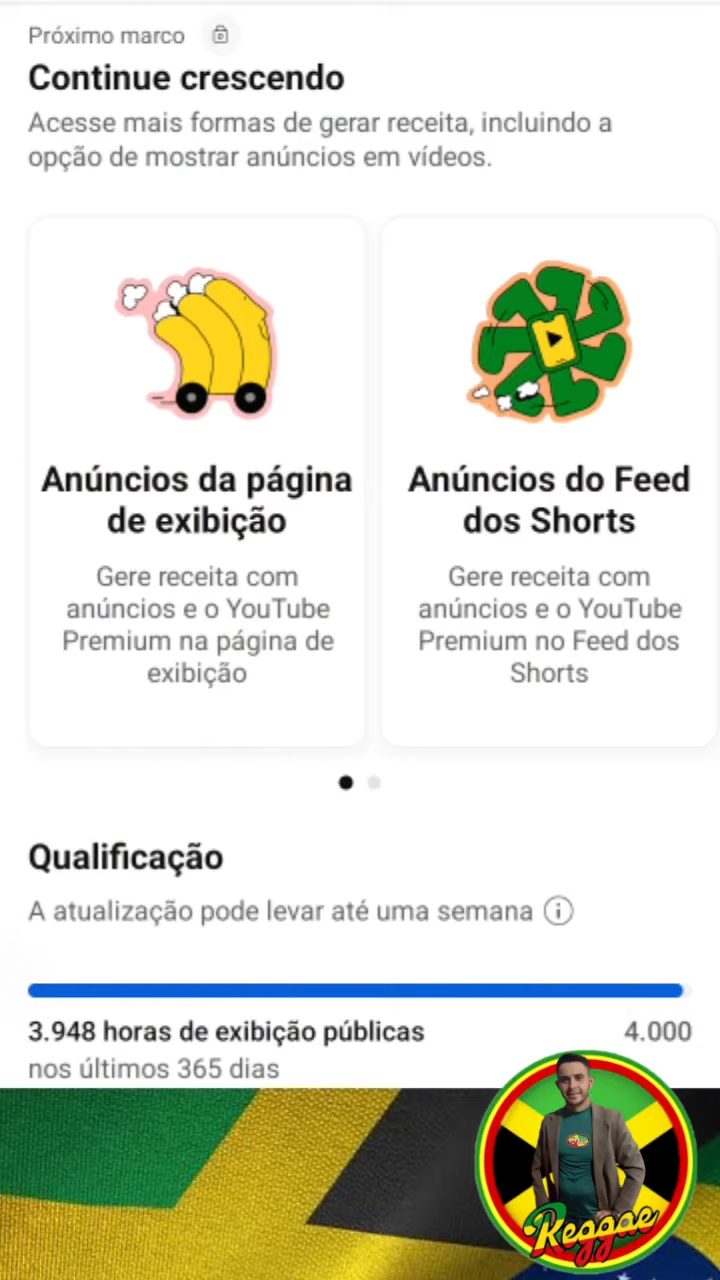 Próximo marco
Continue crescendo
Acesse mais formas de gerar receita, incluindo a
opção de mostrar anúncios em vídeos.
Anúncios da página
de exibição
Gere receita com
anúncios e o YouTube
Premium na página de
exibição
Anúncios do Feed
dos Shorts
Gere receita com
anúncios e o YouTube
Premium no Feed dos
Shorts
Qualificação
A atualização pode levar até uma semana
3.948 horas de exibição públicas
4.000
nos últimos 365 dias
Reggae